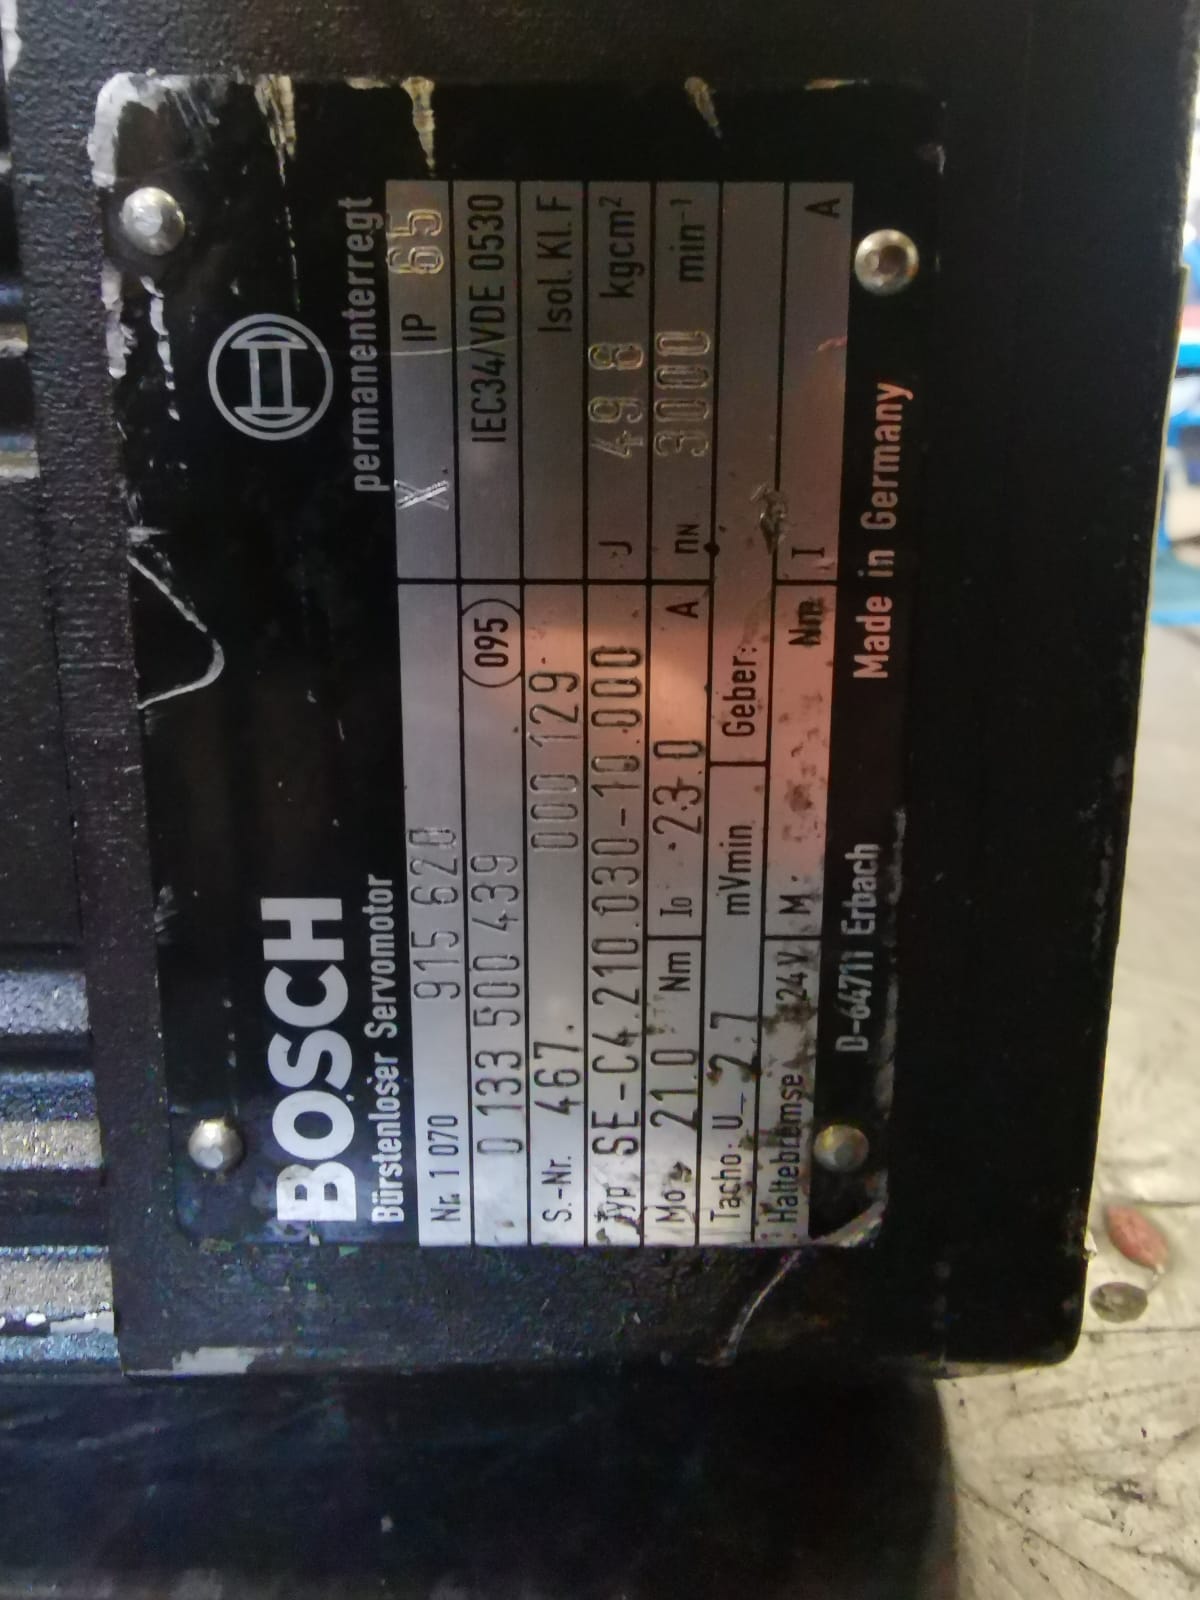 BOSCH
Bürstenloser Servomotor permanenterregt
Nr. 1 070 915 620 X. IP 65
0 133 500 439 095 IEC34/VDE 0530
S.-Nr. 467. 000 129. Isol. Kl. F
Typ SE-C4.210.030-10.000 J 49 8 kgcm²
Mo 21.0 Nm Io 23.0 A nN 3000 min⁻¹
Tacho: U_ 2.7 mVmin Geber:
Haltebremse 24V M Nm I A
D-64711 Erbach Made in Germany